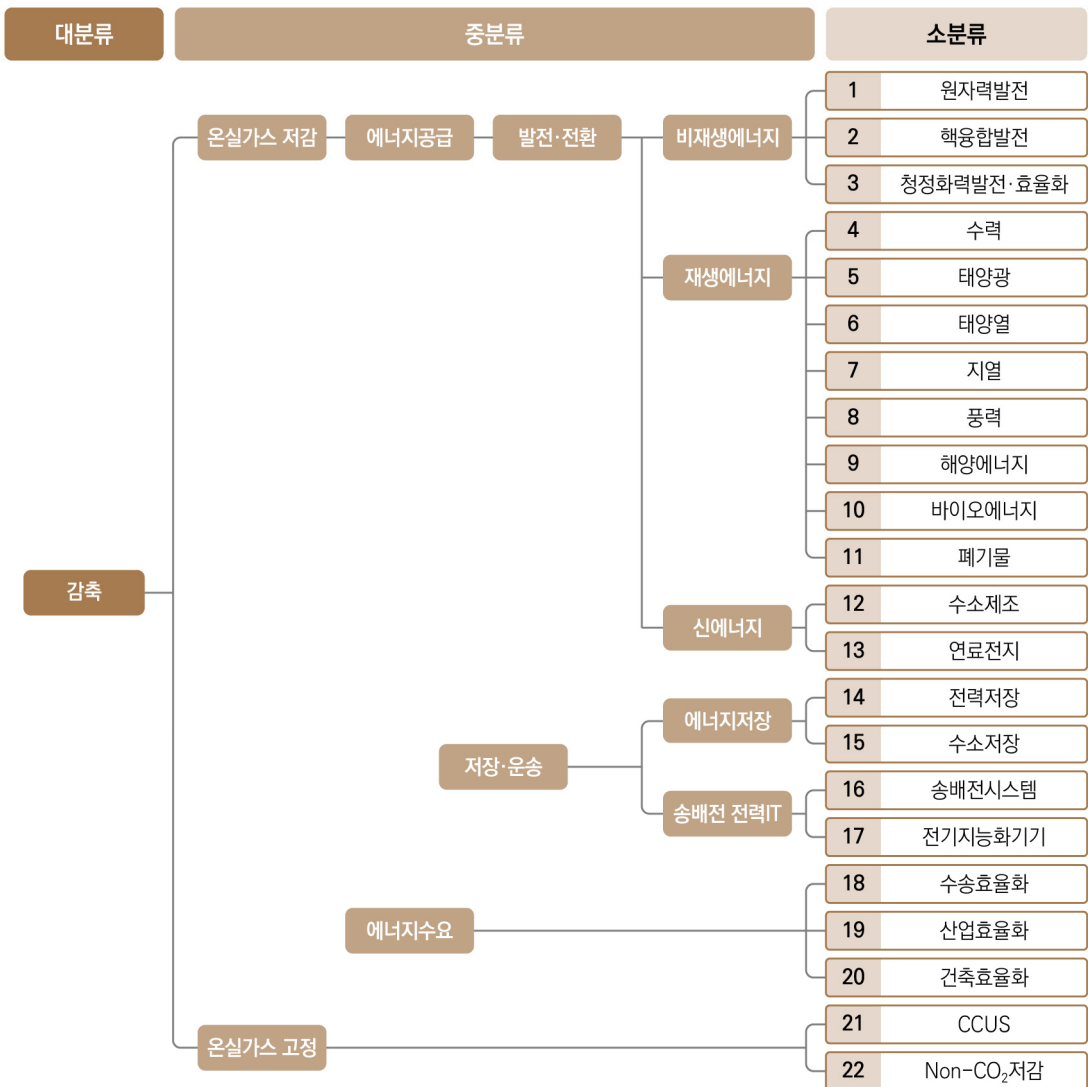 대분류 중분류 소분류
온실가스 저감 에너지공급 발전·전환 비재생에너지
1 원자력발전
2 핵융합발전
3 청정화력발전·효율화
4 수력
재생에너지
5 태양광
6 태양열
7 지열
8 풍력
9 해양에너지
10 바이오에너지
11 폐기물
감축
신에너지
12 수소제조
13 연료전지
에너지저장
14 전력저장
15 수소저장
저장·운송
송배전 전력IT
16 송배전시스템
17 전기지능화기기
에너지수요
18 수송효율화
19 산업효율화
20 건축효율화
온실가스 고정
21 CCUS
22 Non-CO₂저감